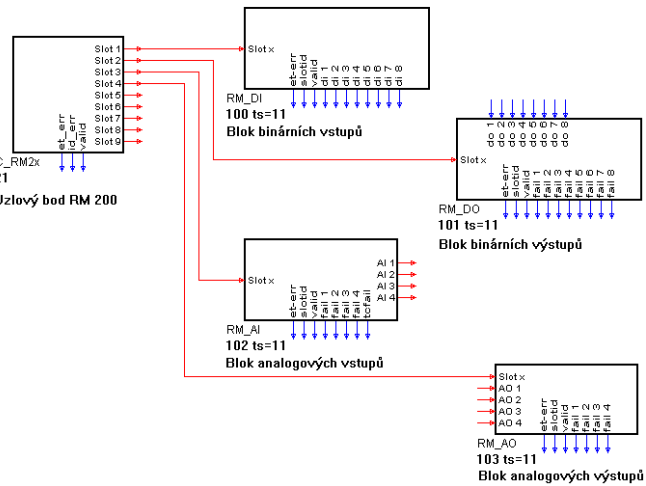 Slot 1
Slot 2
Slot 3
Slot 4
Slot 5
Slot 6
Slot 7
Slot 8
Slot 9
et_err
id_err
valid
C_RM2x
21
Uzlový bod RM 200
Slot x
et-err
slotid
valid
di 1
di 2
di 3
di 4
di 5
di 6
di 7
di 8
RM_DI
100 ts=11
Blok binárních vstupů
do 1
do 2
do 3
do 4
do 5
do 6
do 7
do 8
Slot x
et-err
slotid
valid
fail 1
fail 2
fail 3
fail 4
fail 5
fail 6
fail 7
fail 8
RM_DO
101 ts=11
Blok binárních výstupů
AI 1
AI 2
AI 3
AI 4
Slot x
et-err
slotid
valid
fail 1
fail 2
fail 3
fail 4
tcfail
RM_AI
102 ts=11
Blok analogových vstupů
Slot x
AO 1
AO 2
AO 3
AO 4
et-err
slotid
valid
fail 1
fail 2
fail 3
fail 4
RM_AO
103 ts=11
Blok analogových výstupů